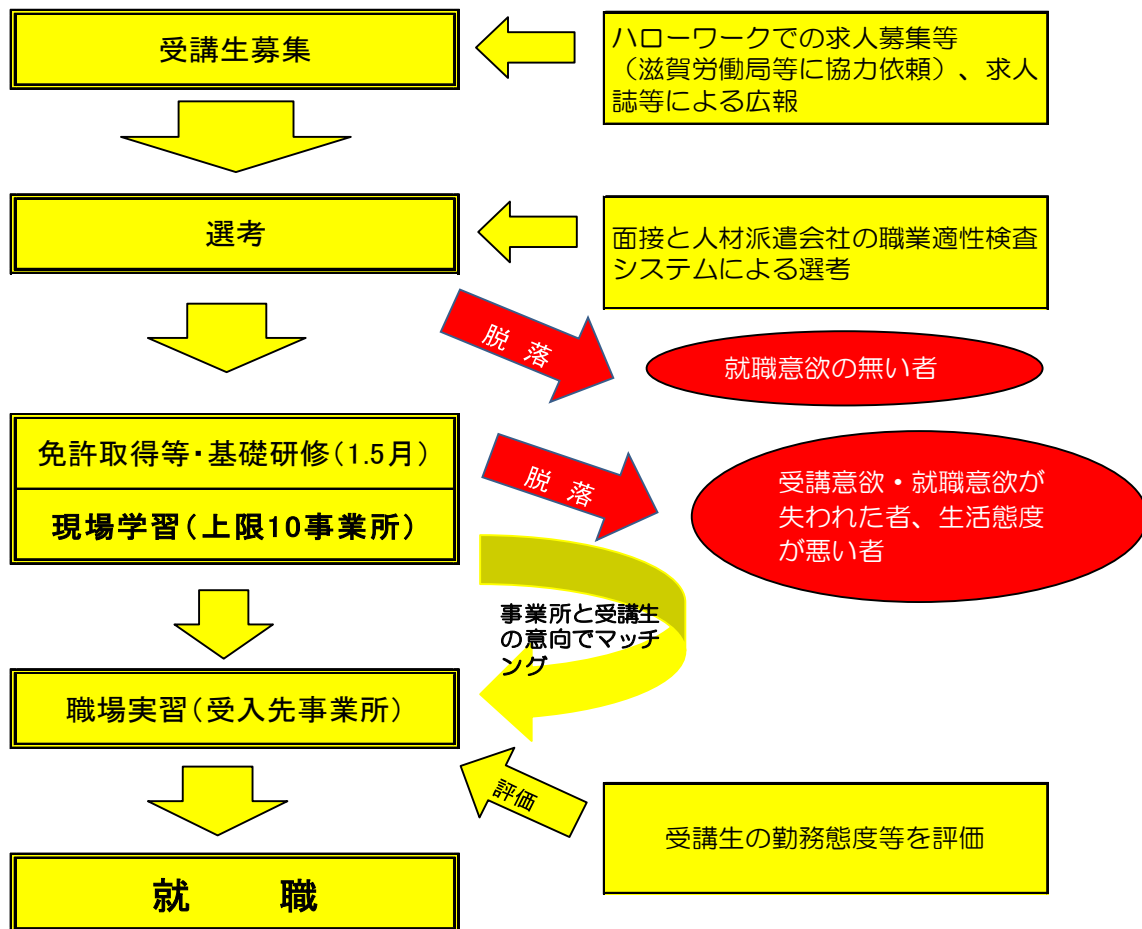 受講生募集
ハローワークでの求人募集等
（滋賀労働局等に協力依頼）、求人
誌等による広報
選考
面接と人材派遣会社の職業適性検査
システムによる選考
脱 落
就職意欲の無い者
免許取得等・基礎研修（1.5月）
現場学習（上限10事業所）
脱 落
受講意欲・就職意欲が
失われた者、生活態度
が悪い者
事業所と受講生
の意向でマッチ
ング
職場実習（受入先事業所）
評価
受講生の勤務態度等を評価
就 職